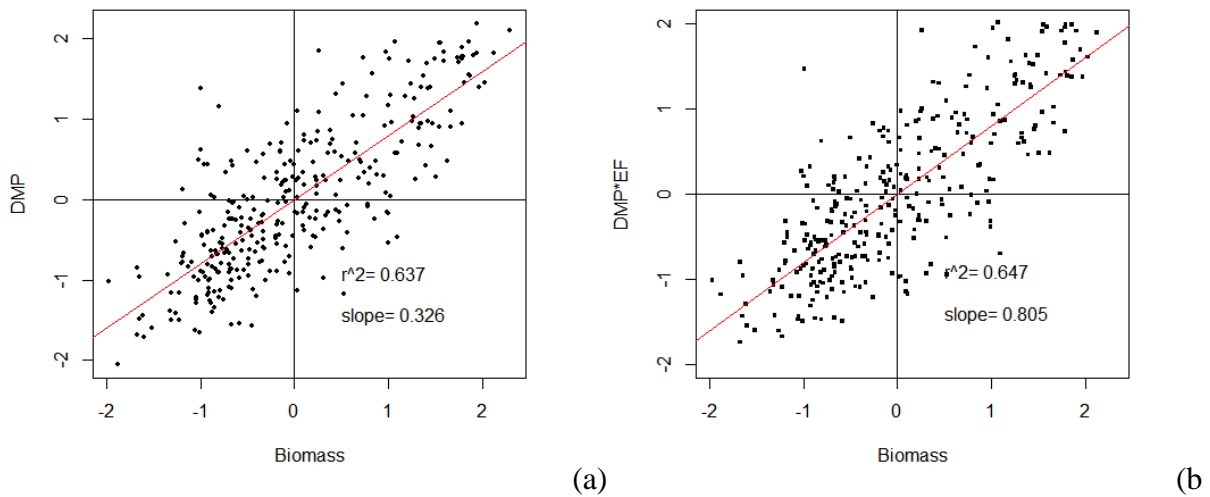 DMP
2
1
0
-1
-2
r^2= 0.637
slope= 0.326
-2 -1 0 1 2
Biomass
(a)
DMP*EF
2
1
0
-1
-2
r^2= 0.647
slope= 0.805
-2 -1 0 1 2
Biomass
(b